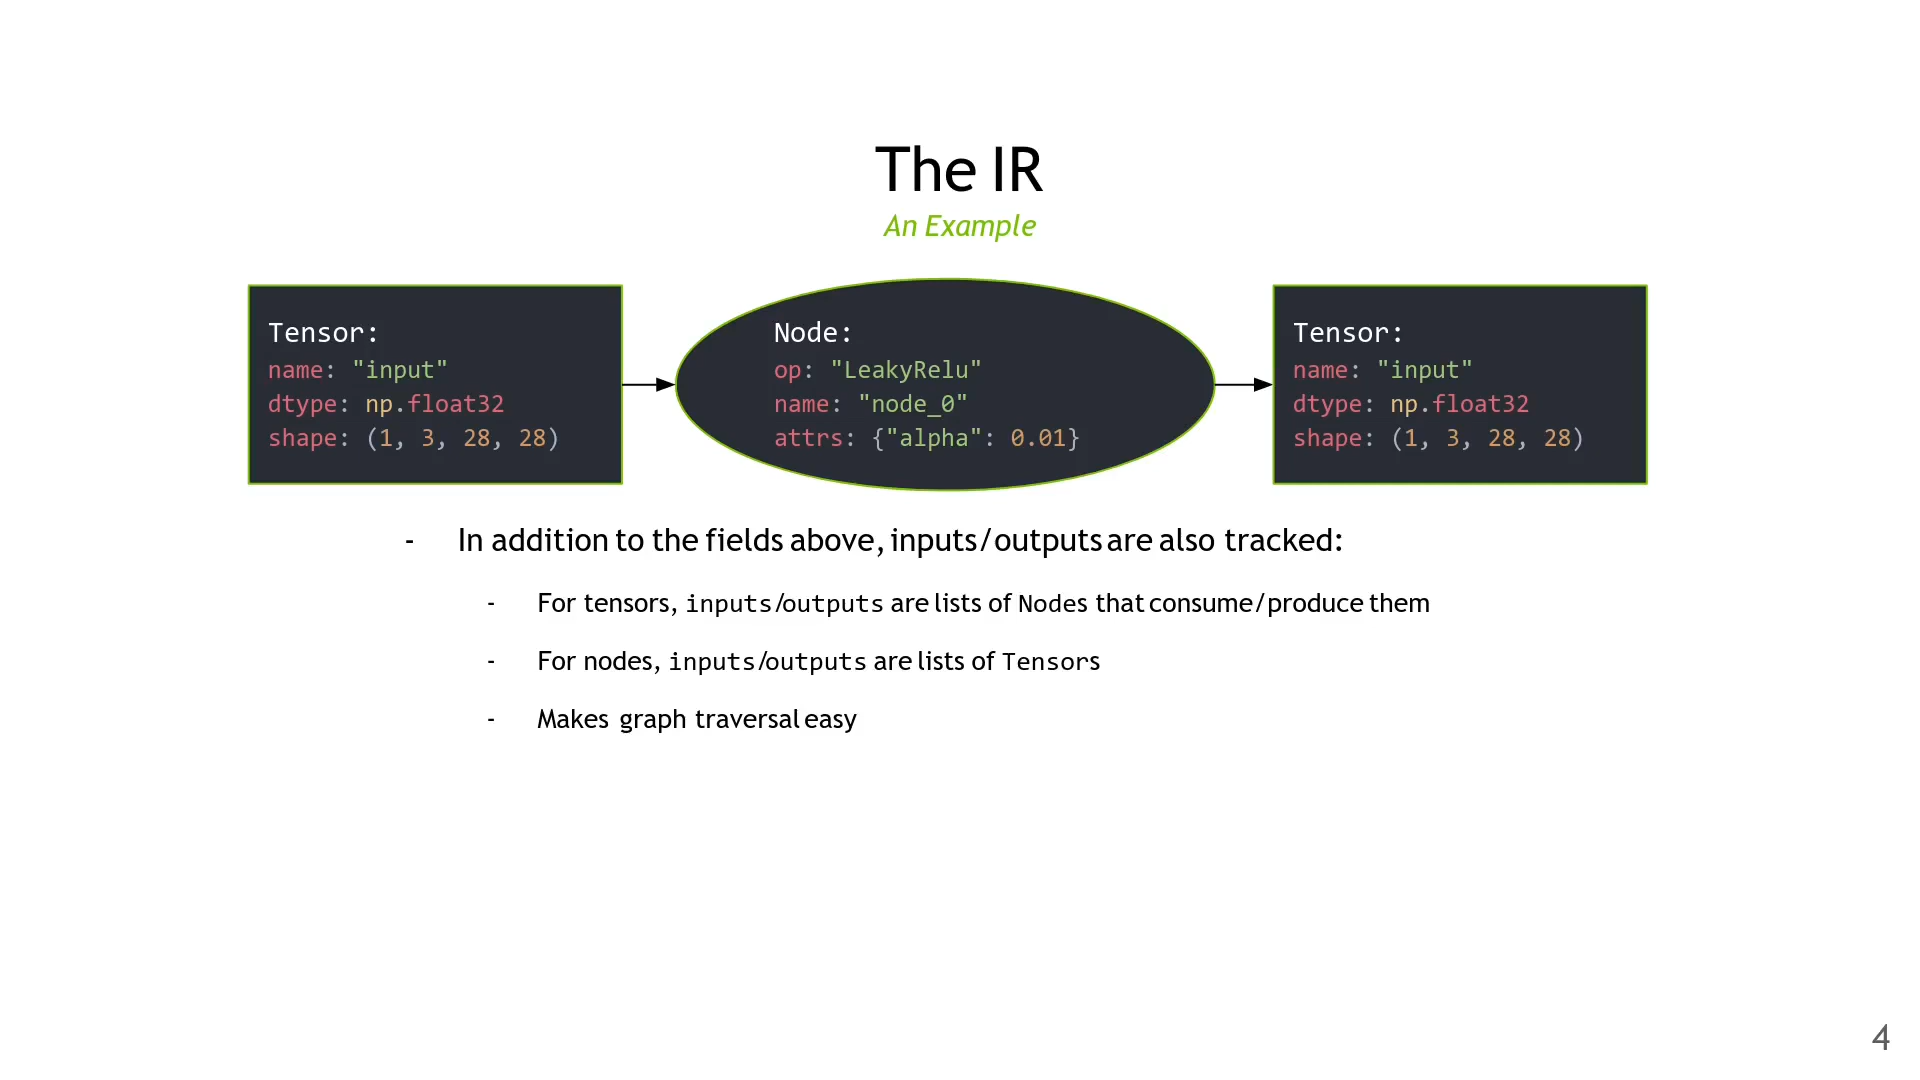 The IR
An Example
Tensor:
name: "input"
dtype: np.float32
shape: (1, 3, 28, 28)
Node:
op: "LeakyRelu"
name: "node_0"
attrs: {"alpha": 0.01}
Tensor:
name: "input"
dtype: np.float32
shape: (1, 3, 28, 28)
- In addition to the fields above, inputs/outputs are also tracked:
- For tensors, inputs/outputs are lists of Nodes that consume/produce them
- For nodes, inputs/outputs are lists of Tensors
- Makes graph traversal easy
4